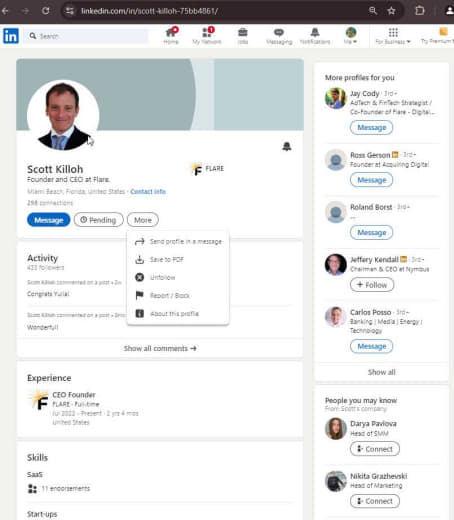 linkedin.com/in/scott-killoh-75bb4861/
in
Search
Home
My Network
Jobs
Messaging
Notifications
Me
For Business
Try Premium
FLARE
Scott Killoh
Founder and CEO at Flare.
Miami Beach, Florida, United States · Contact info
298 connections
Message
Pending
More
Send profile in a message
Save to PDF
Unfollow
Report / Block
About this profile
Activity
433 followers
Scott Killoh commented on a post • 2w
Congrats Yuliia!
Scott Killoh commented on a post •
Wonderful!!
Show all comments →
Experience
CEO Founder
FLARE · Full-time
Jul 2022 - Present · 2 yrs 4 mos
United States
Skills
SaaS
11 endorsements
Start-ups
More profiles for you
Jay Cody · 3rd+
AdTech & FinTech Strategist /
Co-Founder of Flare - Digital...
Message
Ross Gerson in · 3rd+
Founder at Acquiring Digital
Message
Roland Borst · 3rd+
--
Message
Jeffery Kendall in · 3rd+
Chairman & CEO at Nymbus
+ Follow
Carlos Posso · 3rd+
Banking | Media | Energy |
Technology
Message
Show all
People you may know
From Scott's company
Darya Pavlova
Head of SMM
Connect
Nikita Grazhevski
Head of Marketing
Connect